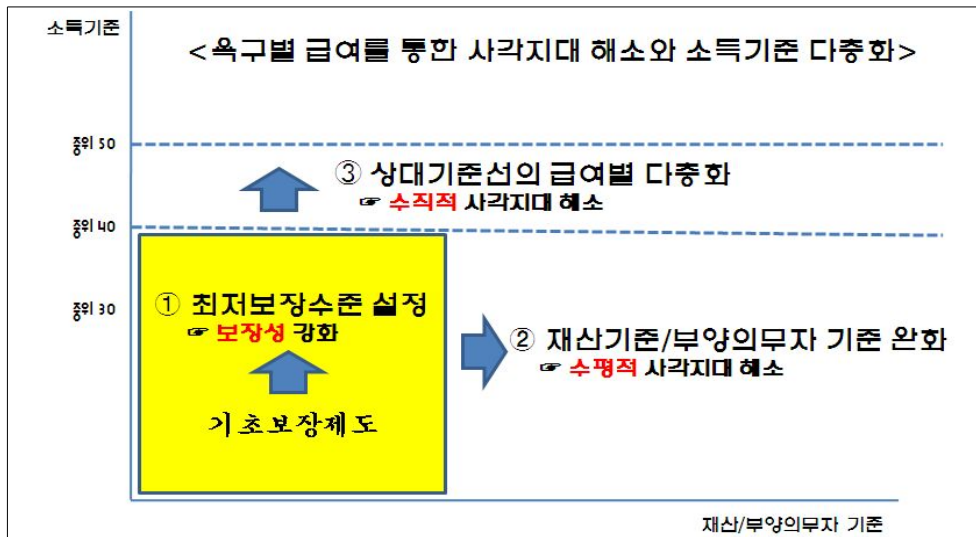 소득기준
<욕구별 급여를 통한 사각지대 해소와 소득기준 다층화>
중위 50
③ 상대기준선의 급여별 다층화
☞ 수직적 사각지대 해소
중위 40
중위 30
① 최저보장수준 설정
☞ 보장성 강화
② 재산기준/부양의무자 기준 완화
☞ 수평적 사각지대 해소
기초보장제도
재산/부양의무자 기준